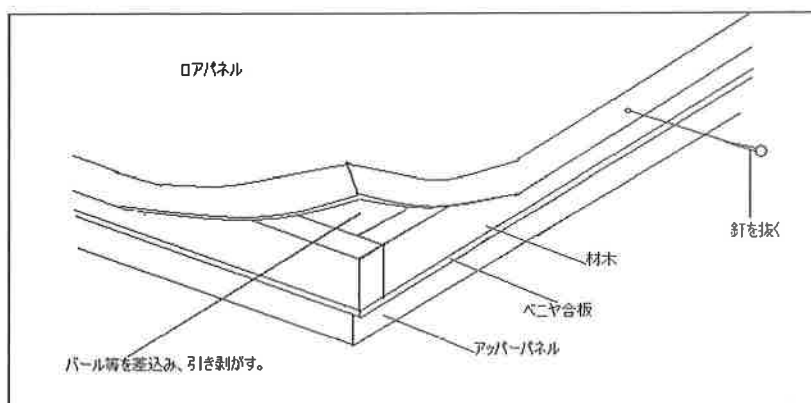 ロアパネル
釘を抜く
材木
ベニヤ合板
アッパーパネル
バール等を差込み、引き剥がす。